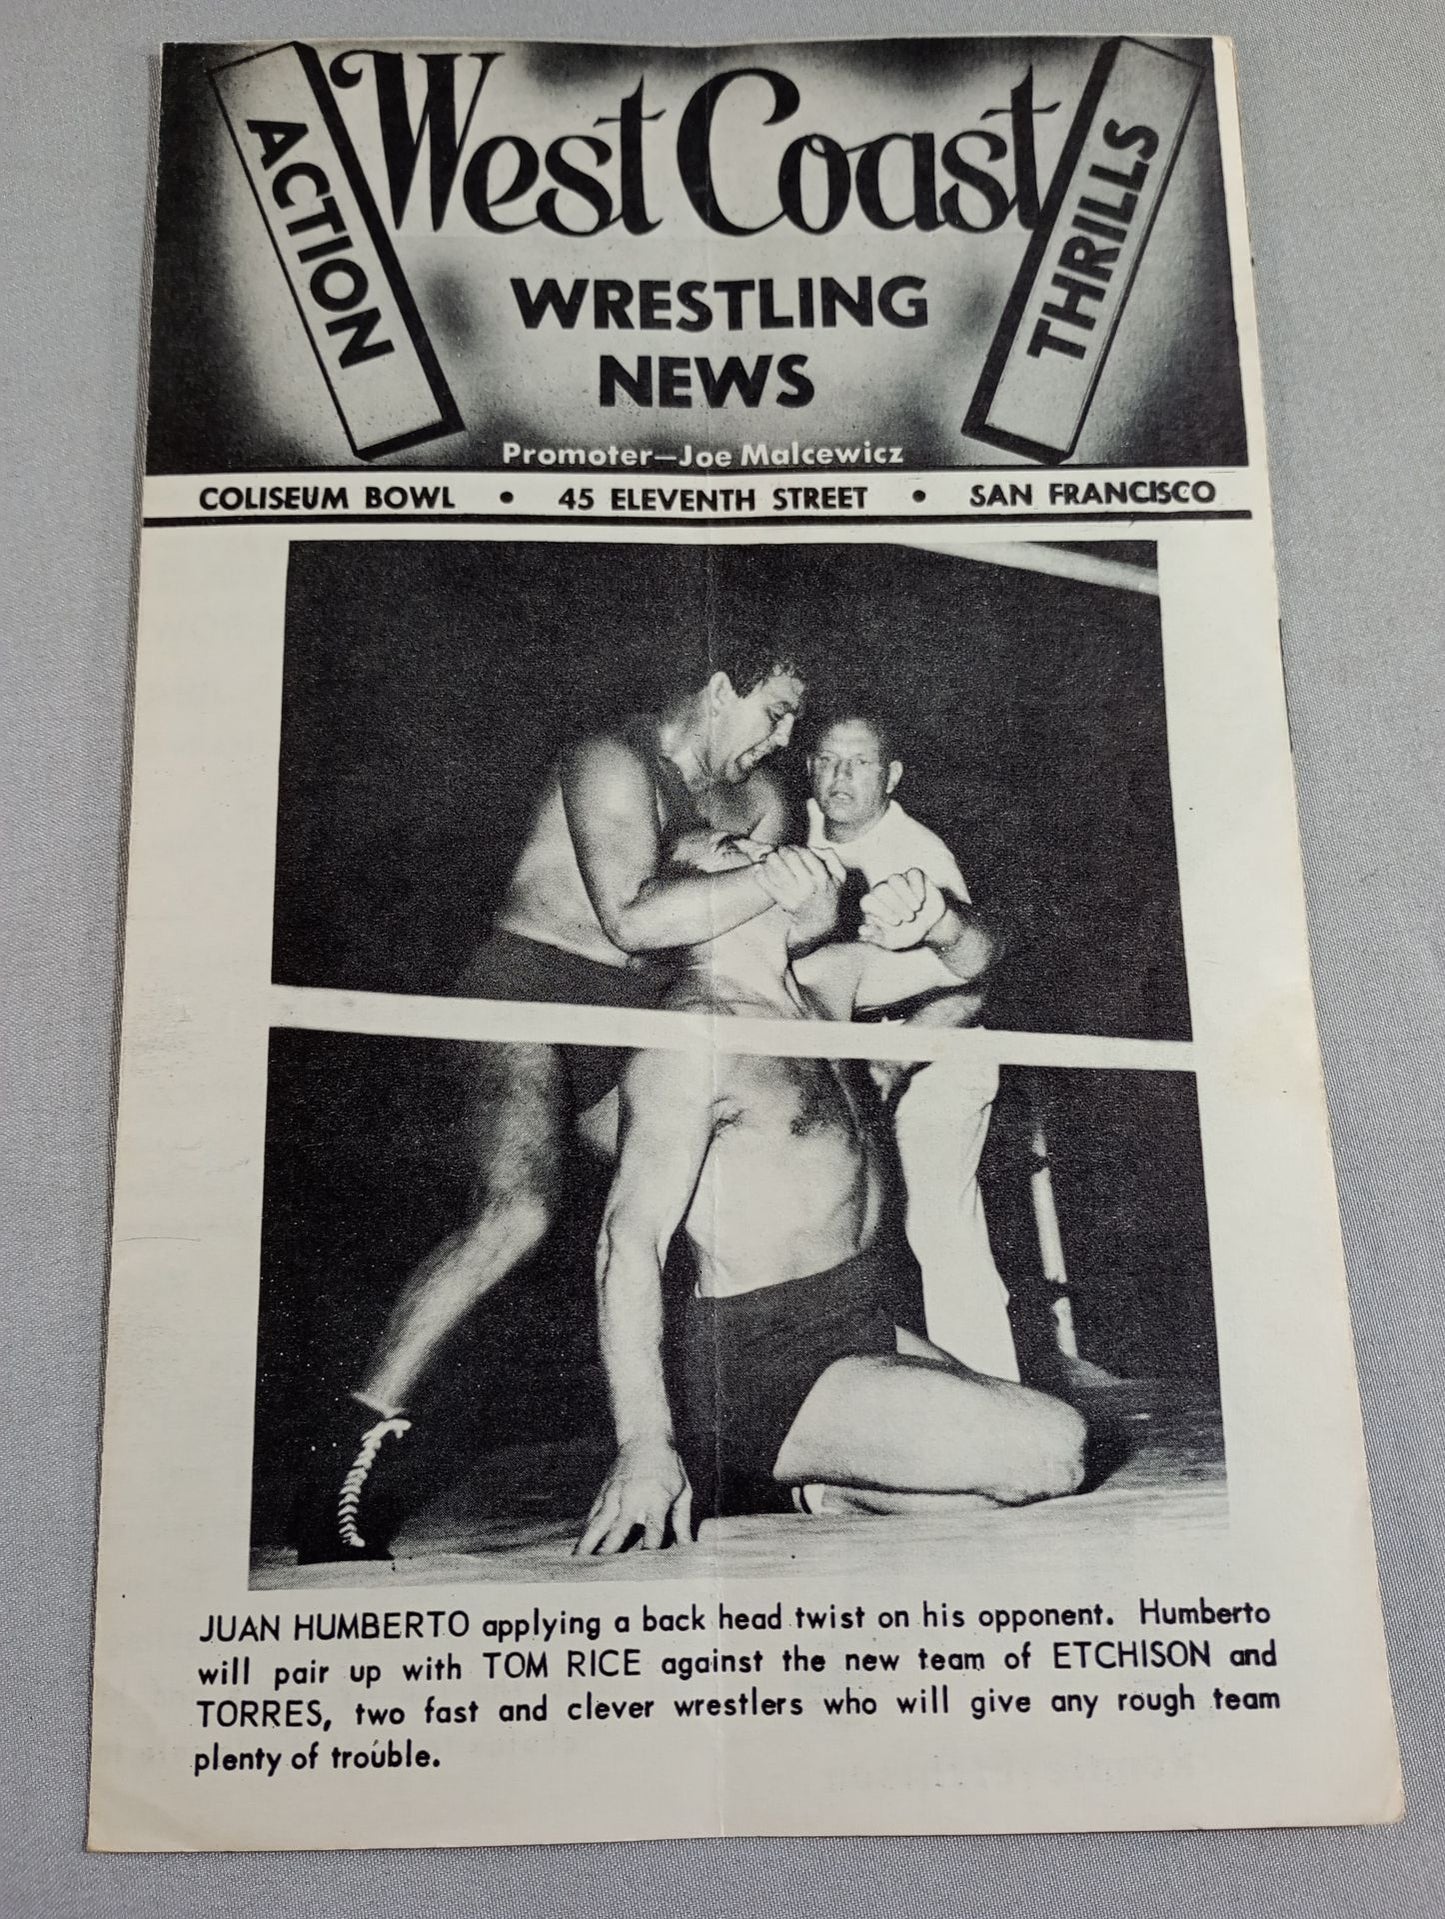 ACTION
West Coast
THRILLS
WRESTLING
NEWS
Promoter—Joe Malcewicz
COLISEUM BOWL • 45 ELEVENTH STREET • SAN FRANCISCO
JUAN HUMBERTO applying a back head twist on his opponent. Humberto
will pair up with TOM RICE against the new team of ETCHISON and
TORRES, two fast and clever wrestlers who will give any rough team
plenty of trouble.